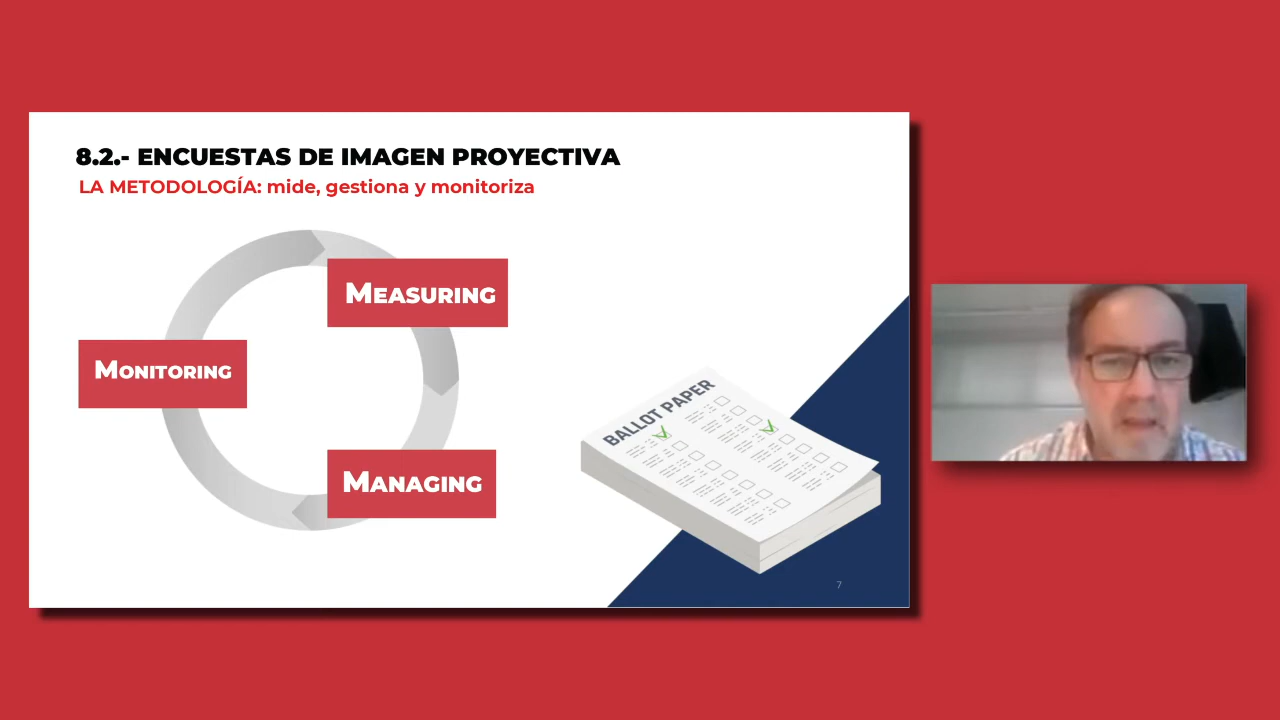 8.2.- ENCUESTAS DE IMAGEN PROYECTIVA
LA METODOLOGÍA: mide, gestiona y monitoriza
MEASURING
MONITORING
MANAGING
BALLOT PAPER
7